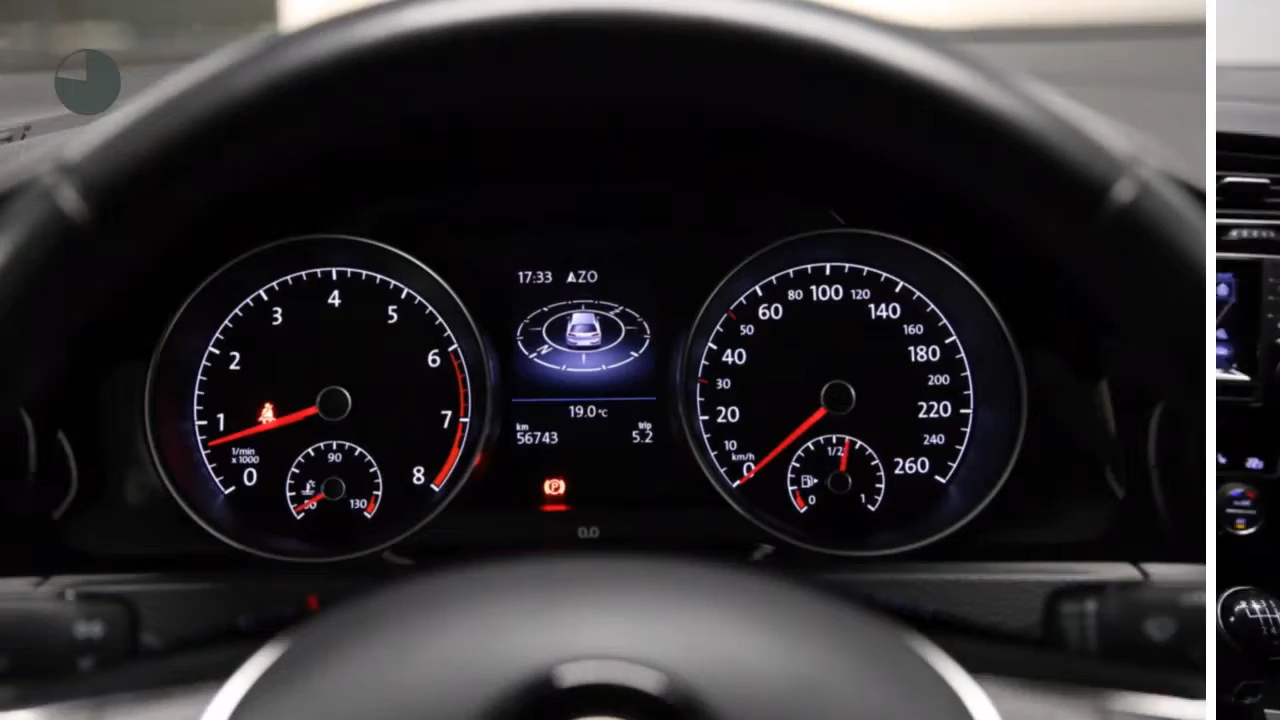 17:33 ZO
0 1 2 3 4 5 6 7 8
1/min
x 1000
90
50 130
19.0°C
km trip
56743 5.2
P
0.0
0 10 20 30 40 50 60 80 100 120 140 160 180 200 220 240 260
km/h
1/2
0 1